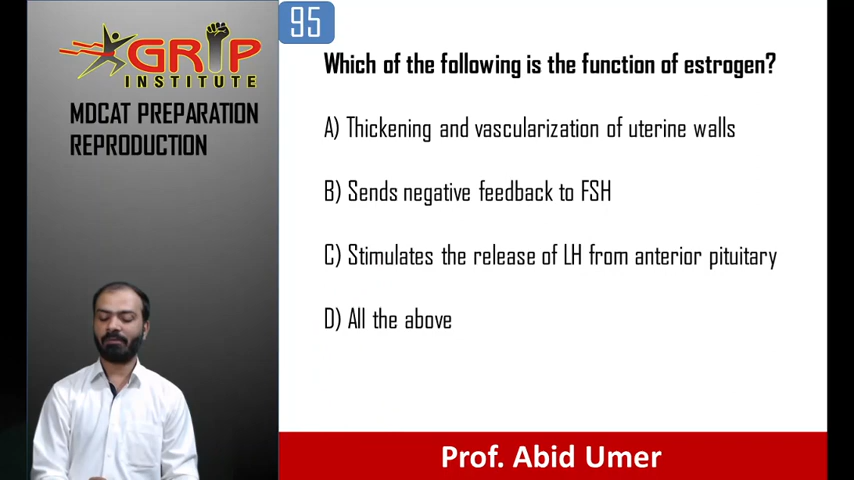 GRIP
INSTITUTE
MDCAT PREPARATION
REPRODUCTION
95
Which of the following is the function of estrogen?
A) Thickening and vascularization of uterine walls
B) Sends negative feedback to FSH
C) Stimulates the release of LH from anterior pituitary
D) All the above
Prof. Abid Umer